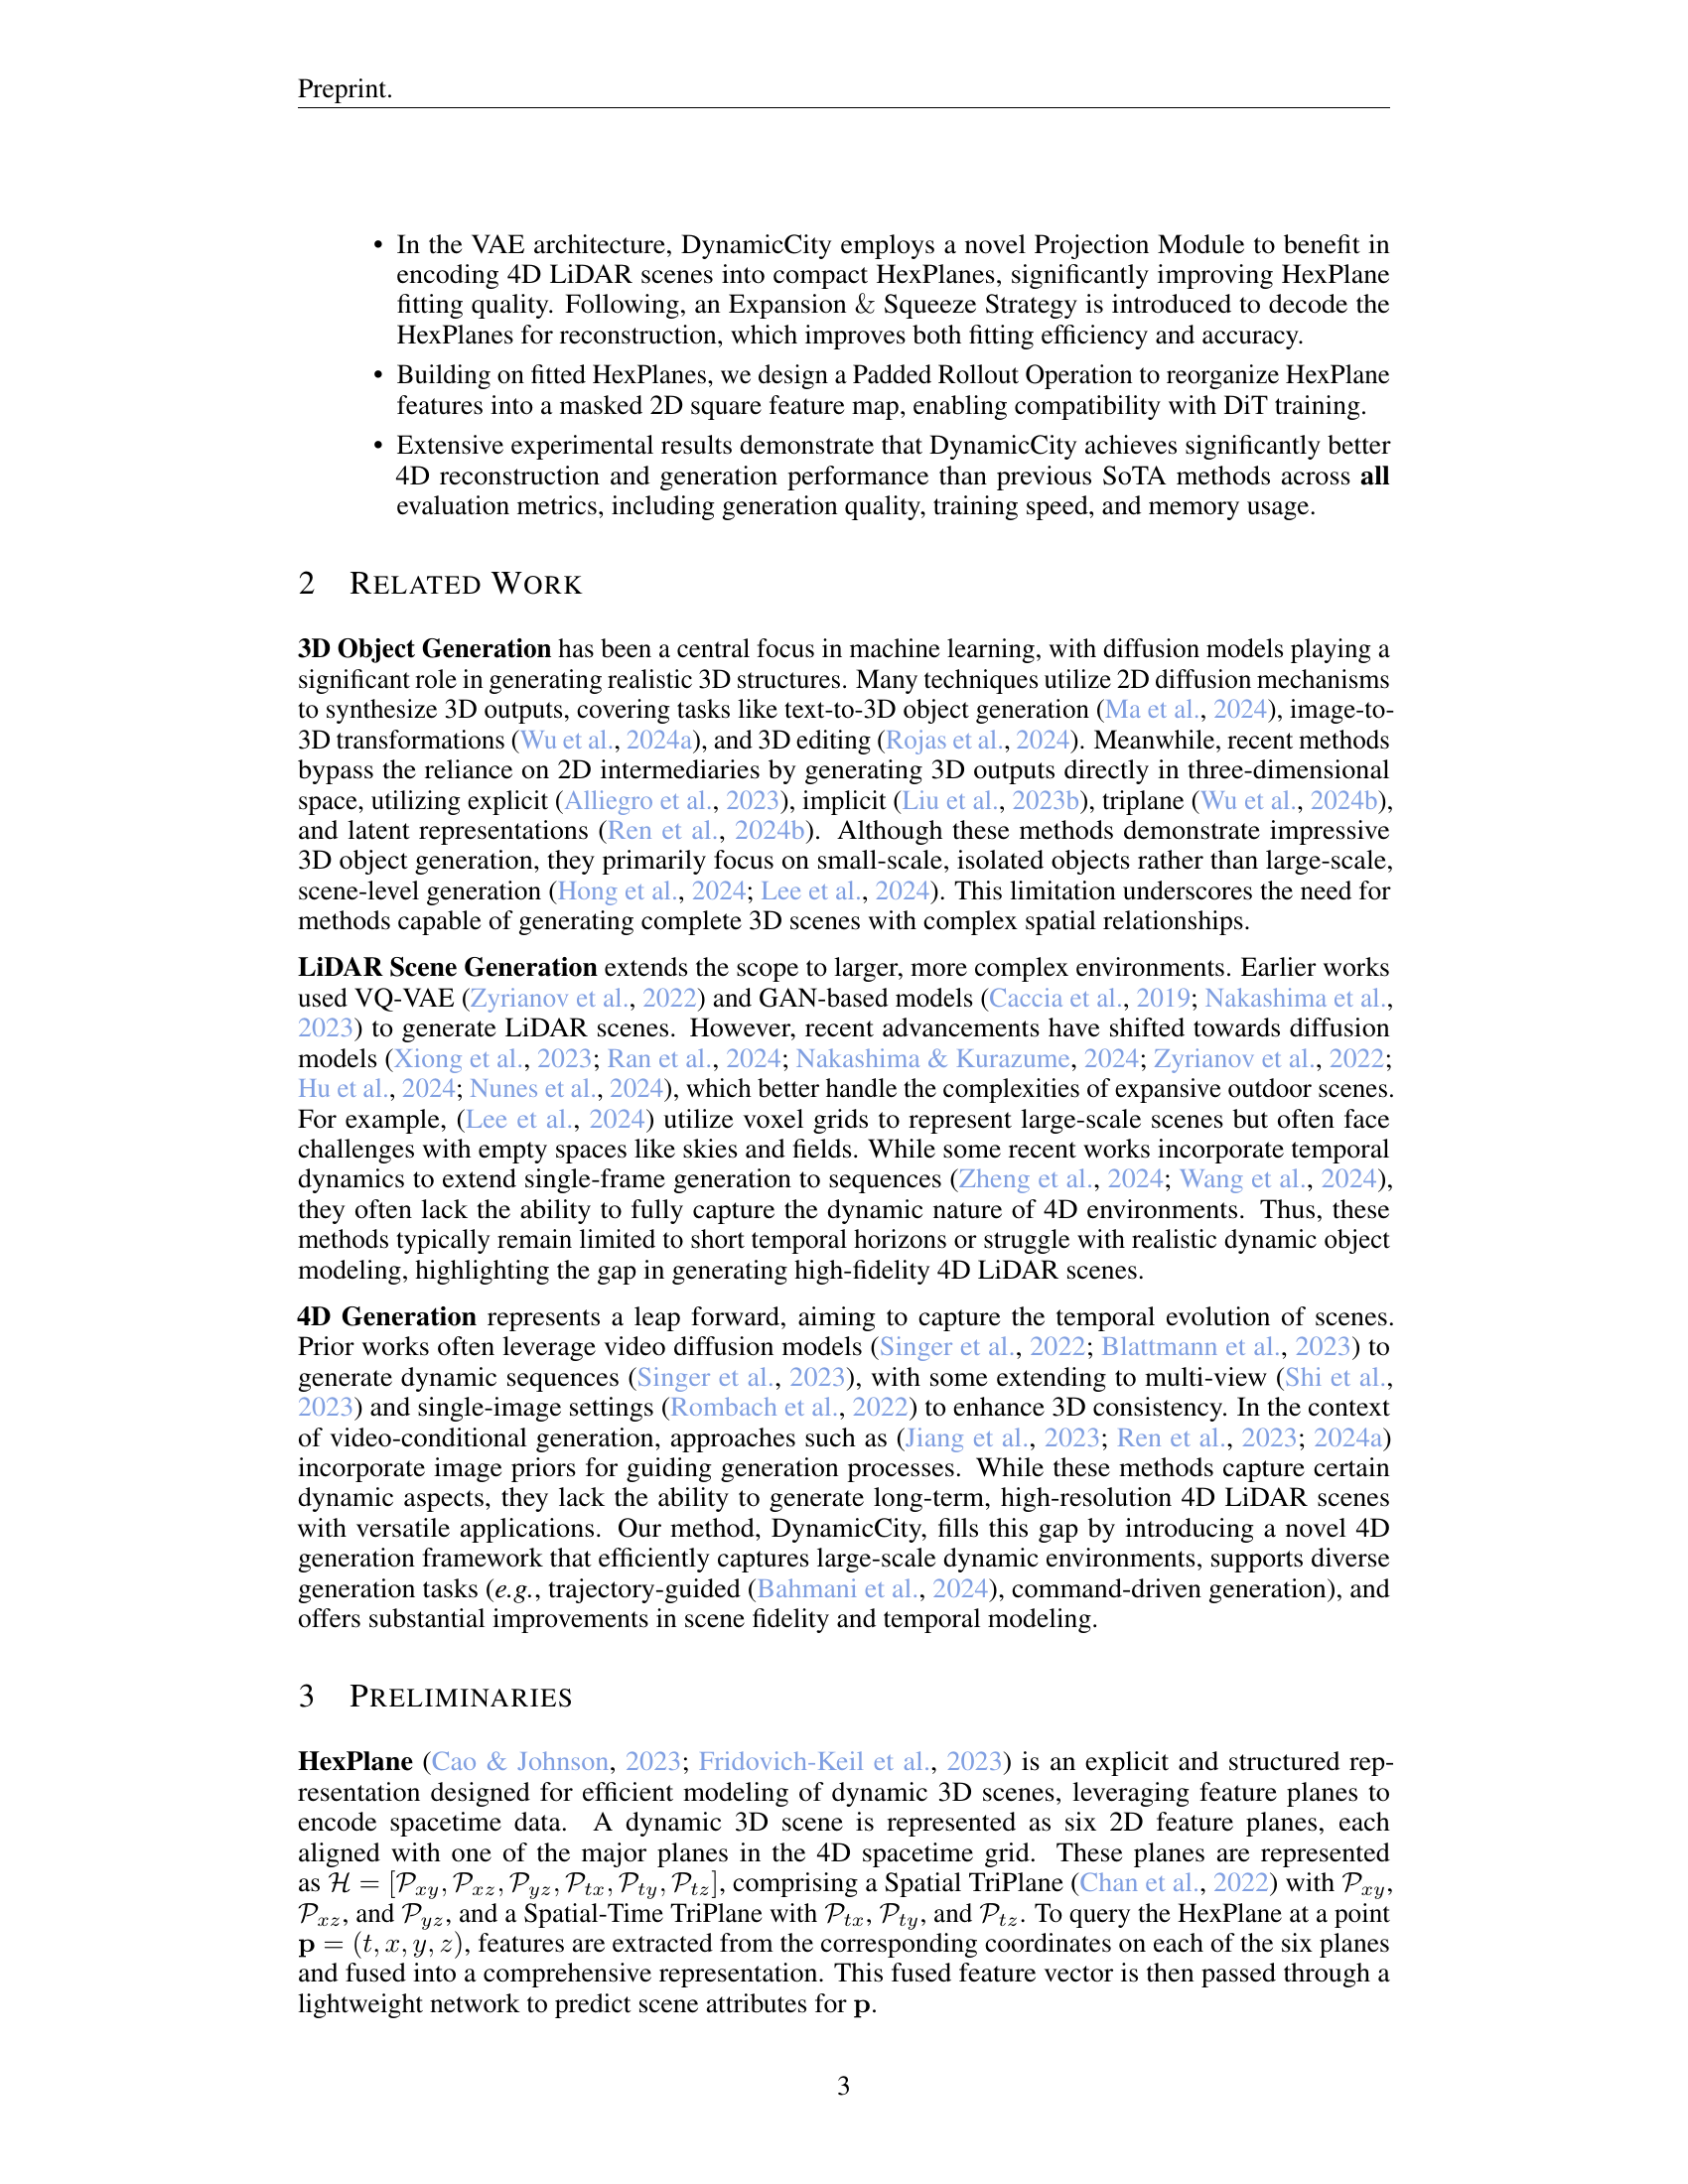 Preprint.
• In the VAE architecture, DynamicCity employs a novel Projection Module to benefit in
encoding 4D LiDAR scenes into compact HexPlanes, significantly improving HexPlane
fitting quality. Following, an Expansion & Squeeze Strategy is introduced to decode the
HexPlanes for reconstruction, which improves both fitting efficiency and accuracy.
• Building on fitted HexPlanes, we design a Padded Rollout Operation to reorganize HexPlane
features into a masked 2D square feature map, enabling compatibility with DiT training.
• Extensive experimental results demonstrate that DynamicCity achieves significantly better
4D reconstruction and generation performance than previous SoTA methods across all
evaluation metrics, including generation quality, training speed, and memory usage.
2 RELATED WORK
3D Object Generation has been a central focus in machine learning, with diffusion models playing a
significant role in generating realistic 3D structures. Many techniques utilize 2D diffusion mechanisms
to synthesize 3D outputs, covering tasks like text-to-3D object generation (Ma et al., 2024), image-to-
3D transformations (Wu et al., 2024a), and 3D editing (Rojas et al., 2024). Meanwhile, recent methods
bypass the reliance on 2D intermediaries by generating 3D outputs directly in three-dimensional
space, utilizing explicit (Alliegro et al., 2023), implicit (Liu et al., 2023b), triplane (Wu et al., 2024b),
and latent representations (Ren et al., 2024b). Although these methods demonstrate impressive
3D object generation, they primarily focus on small-scale, isolated objects rather than large-scale,
scene-level generation (Hong et al., 2024; Lee et al., 2024). This limitation underscores the need for
methods capable of generating complete 3D scenes with complex spatial relationships.
LiDAR Scene Generation extends the scope to larger, more complex environments. Earlier works
used VQ-VAE (Zyrianov et al., 2022) and GAN-based models (Caccia et al., 2019; Nakashima et al.,
2023) to generate LiDAR scenes. However, recent advancements have shifted towards diffusion
models (Xiong et al., 2023; Ran et al., 2024; Nakashima & Kurazume, 2024; Zyrianov et al., 2022;
Hu et al., 2024; Nunes et al., 2024), which better handle the complexities of expansive outdoor scenes.
For example, (Lee et al., 2024) utilize voxel grids to represent large-scale scenes but often face
challenges with empty spaces like skies and fields. While some recent works incorporate temporal
dynamics to extend single-frame generation to sequences (Zheng et al., 2024; Wang et al., 2024),
they often lack the ability to fully capture the dynamic nature of 4D environments. Thus, these
methods typically remain limited to short temporal horizons or struggle with realistic dynamic object
modeling, highlighting the gap in generating high-fidelity 4D LiDAR scenes.
4D Generation represents a leap forward, aiming to capture the temporal evolution of scenes.
Prior works often leverage video diffusion models (Singer et al., 2022; Blattmann et al., 2023) to
generate dynamic sequences (Singer et al., 2023), with some extending to multi-view (Shi et al.,
2023) and single-image settings (Rombach et al., 2022) to enhance 3D consistency. In the context
of video-conditional generation, approaches such as (Jiang et al., 2023; Ren et al., 2023; 2024a)
incorporate image priors for guiding generation processes. While these methods capture certain
dynamic aspects, they lack the ability to generate long-term, high-resolution 4D LiDAR scenes
with versatile applications. Our method, DynamicCity, fills this gap by introducing a novel 4D
generation framework that efficiently captures large-scale dynamic environments, supports diverse
generation tasks (e.g., trajectory-guided (Bahmani et al., 2024), command-driven generation), and
offers substantial improvements in scene fidelity and temporal modeling.
3 PRELIMINARIES
HexPlane (Cao & Johnson, 2023; Fridovich-Keil et al., 2023) is an explicit and structured rep-
resentation designed for efficient modeling of dynamic 3D scenes, leveraging feature planes to
encode spacetime data. A dynamic 3D scene is represented as six 2D feature planes, each
aligned with one of the major planes in the 4D spacetime grid. These planes are represented
as $\mathcal{H} = [\mathcal{P}_{xy}, \mathcal{P}_{xz}, \mathcal{P}_{yz}, \mathcal{P}_{tx}, \mathcal{P}_{ty}, \mathcal{P}_{tz}]$, comprising a Spatial TriPlane (Chan et al., 2022) with $\mathcal{P}_{xy}$,
$\mathcal{P}_{xz}$, and $\mathcal{P}_{yz}$, and a Spatial-Time TriPlane with $\mathcal{P}_{tx}$, $\mathcal{P}_{ty}$, and $\mathcal{P}_{tz}$. To query the HexPlane at a point
$\mathbf{p} = (t, x, y, z)$, features are extracted from the corresponding coordinates on each of the six planes
and fused into a comprehensive representation. This fused feature vector is then passed through a
lightweight network to predict scene attributes for $\mathbf{p}$.
3